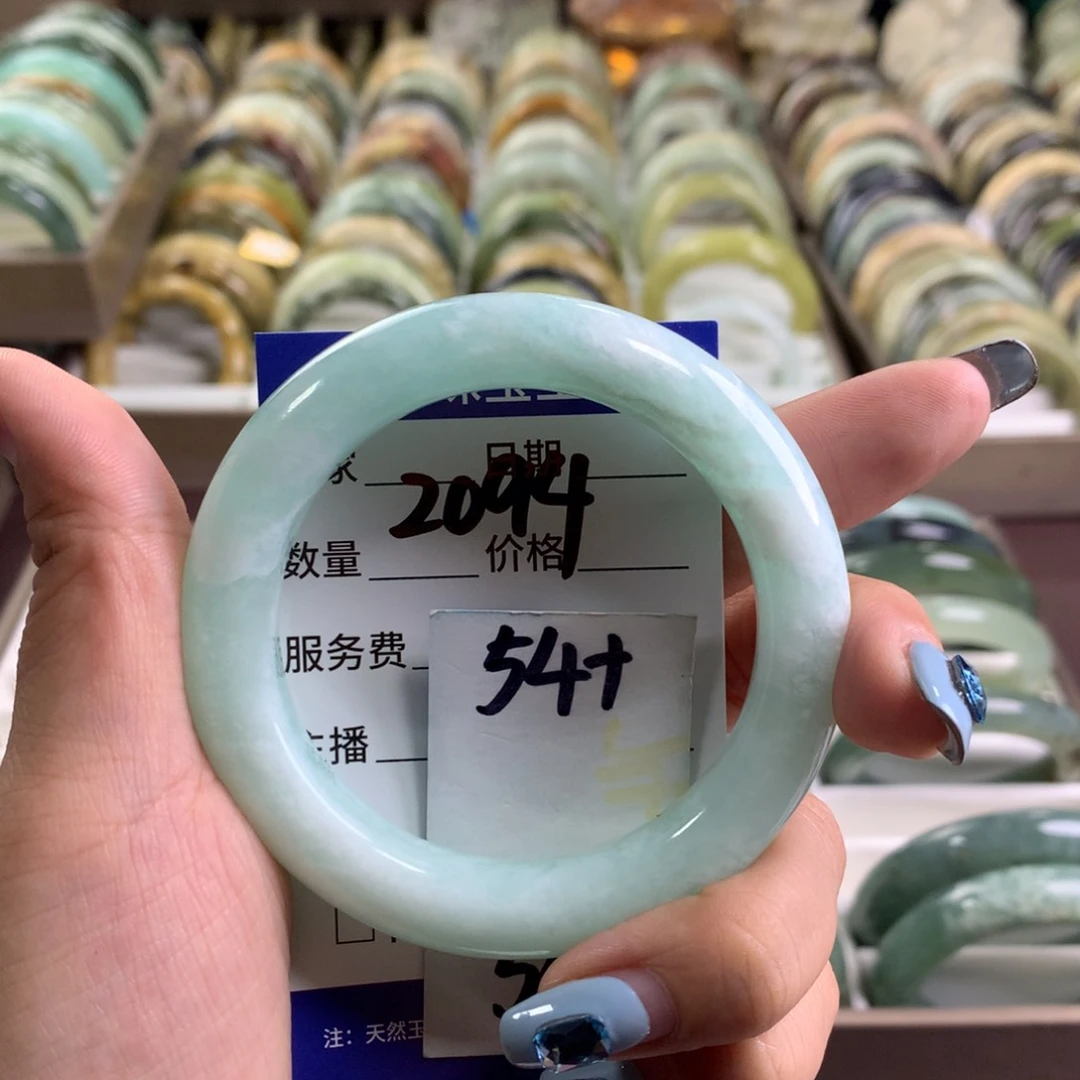 家 日期
2094
数量 价格
服务费
54+
主播
注：天然玉